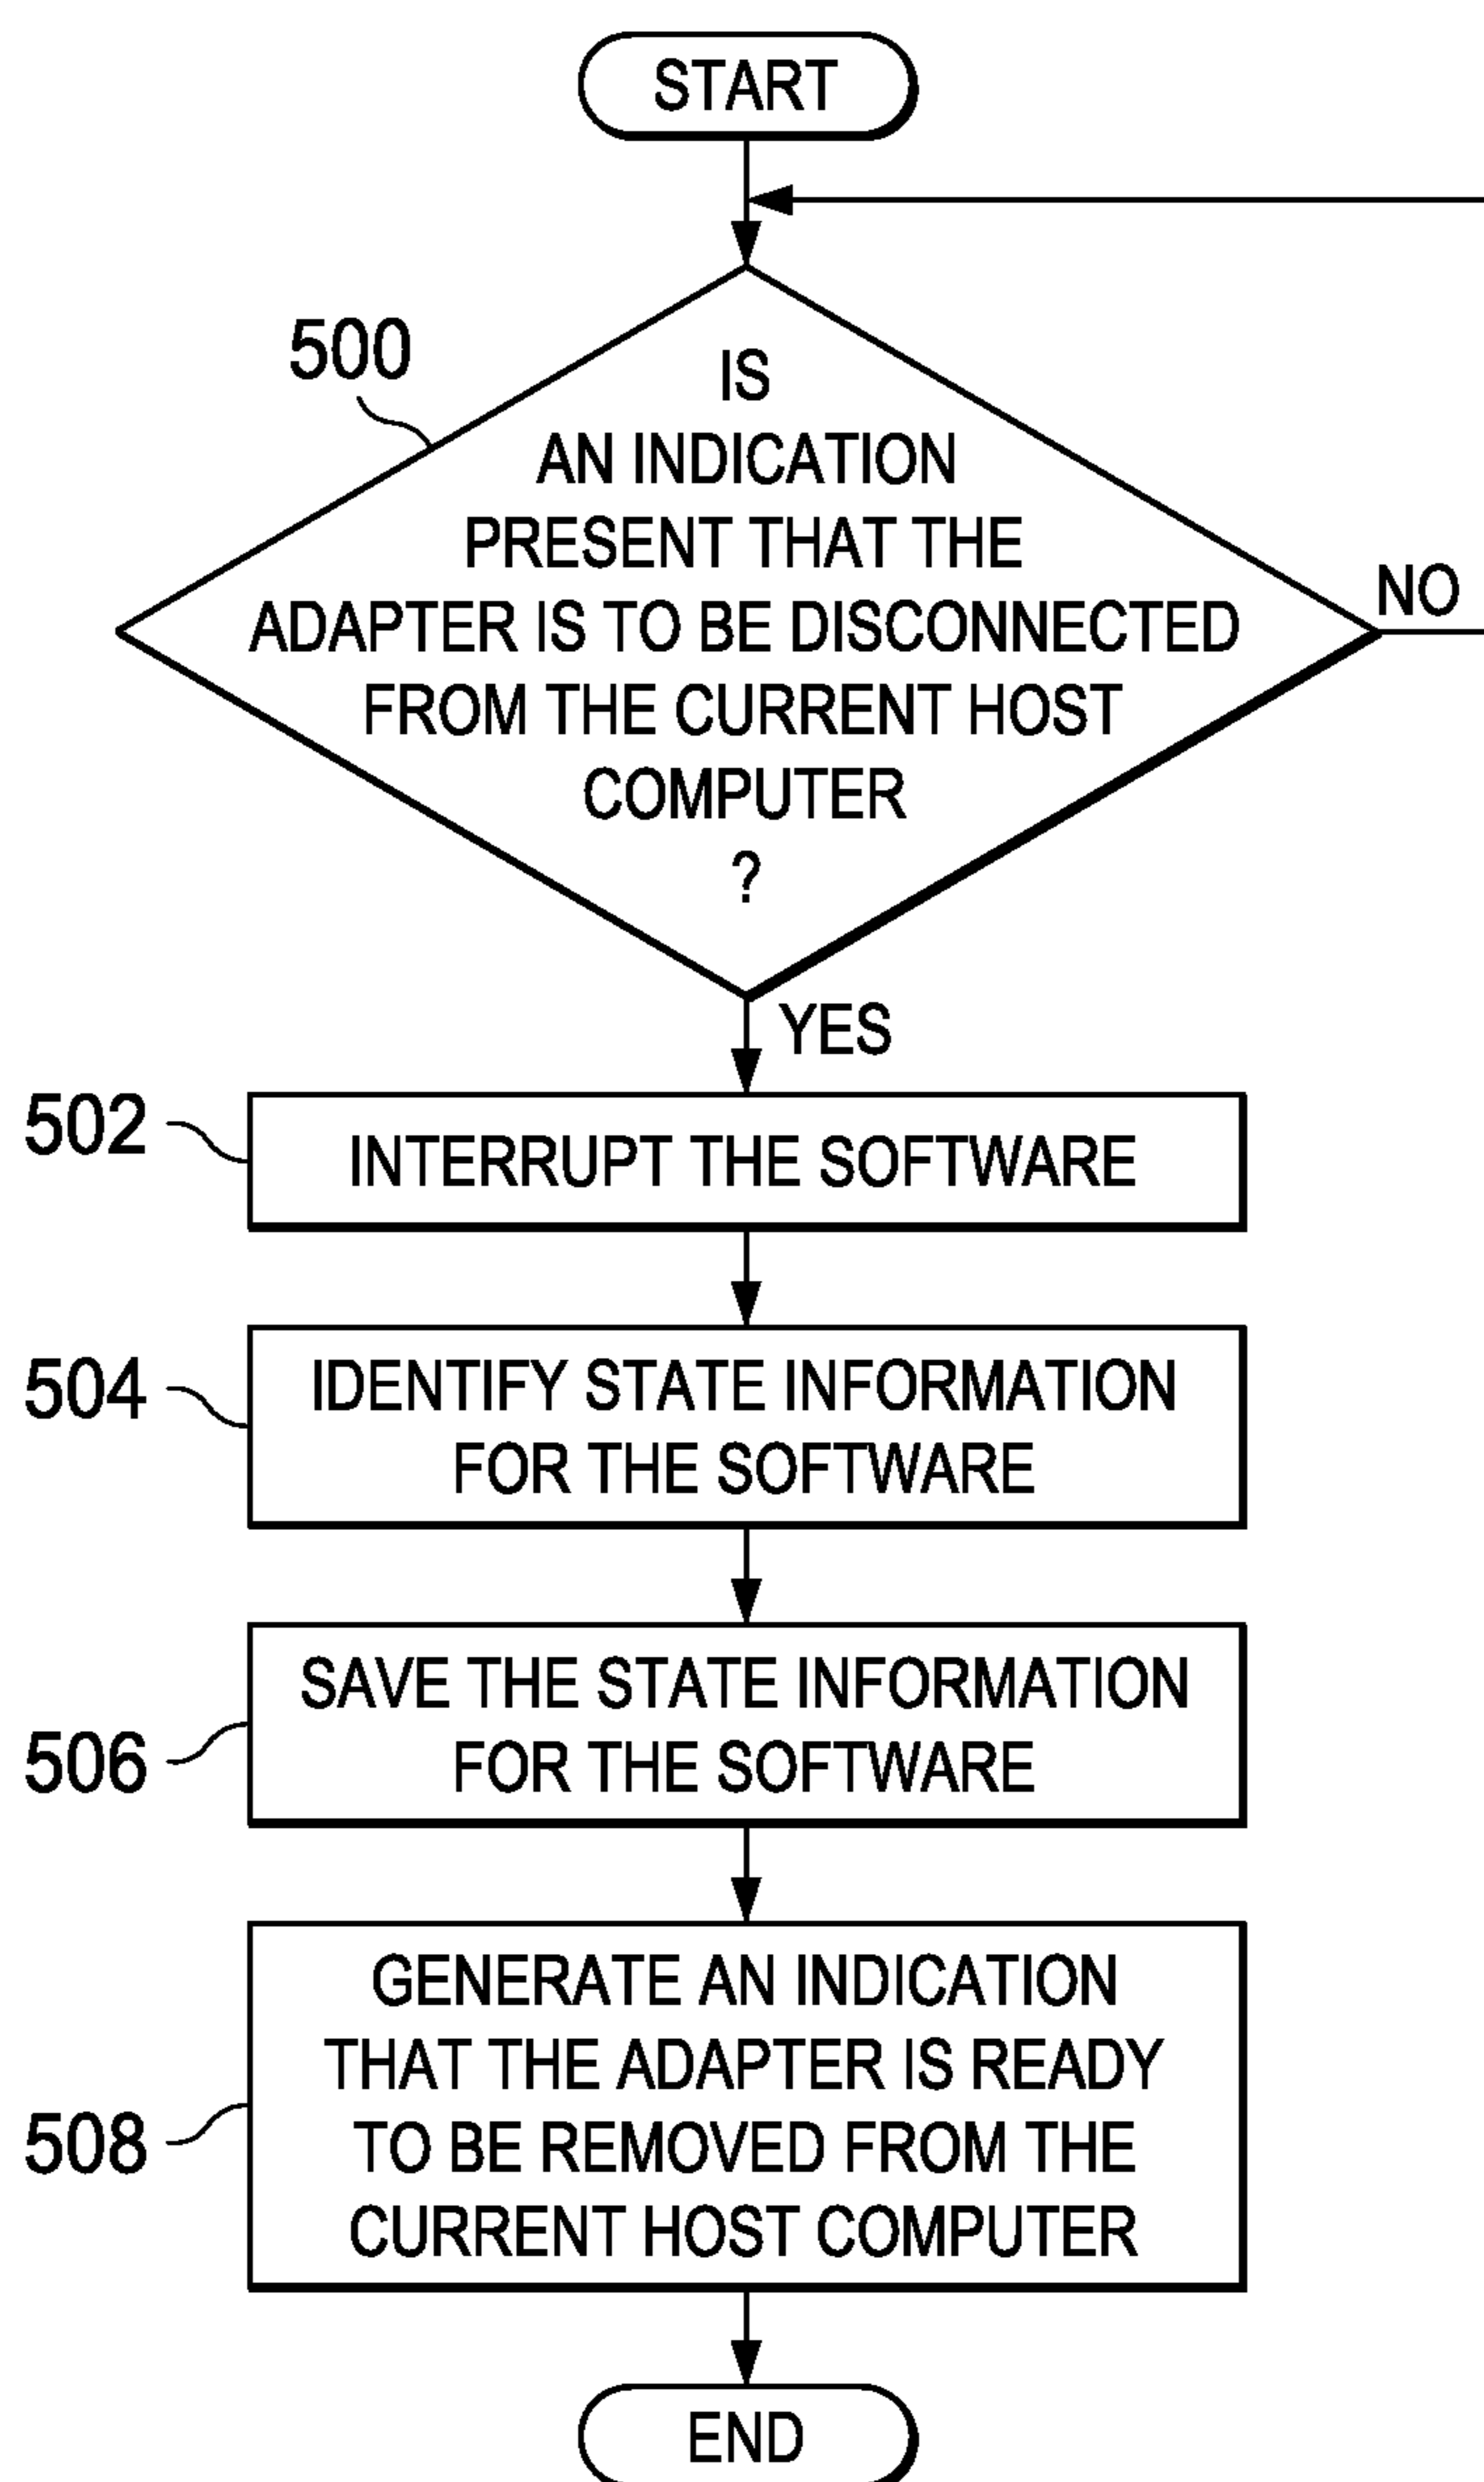 START
500
IS
AN INDICATION
PRESENT THAT THE
ADAPTER IS TO BE DISCONNECTED
FROM THE CURRENT HOST
COMPUTER
?
NO
YES
502
INTERRUPT THE SOFTWARE
504
IDENTIFY STATE INFORMATION
FOR THE SOFTWARE
506
SAVE THE STATE INFORMATION
FOR THE SOFTWARE
508
GENERATE AN INDICATION
THAT THE ADAPTER IS READY
TO BE REMOVED FROM THE
CURRENT HOST COMPUTER
END